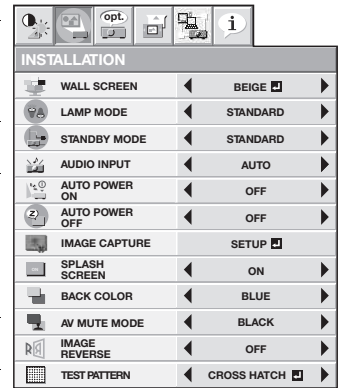 opt.
i
INSTALLATION
WALL SCREEN BEIGE
LAMP MODE STANDARD
STANDBY MODE STANDARD
AUDIO INPUT AUTO
AUTO POWER
ON OFF
AUTO POWER
OFF OFF
IMAGE CAPTURE SETUP
SPLASH
SCREEN ON
BACK COLOR BLUE
AV MUTE MODE BLACK
IMAGE
REVERSE OFF
TEST PATTERN CROSS HATCH